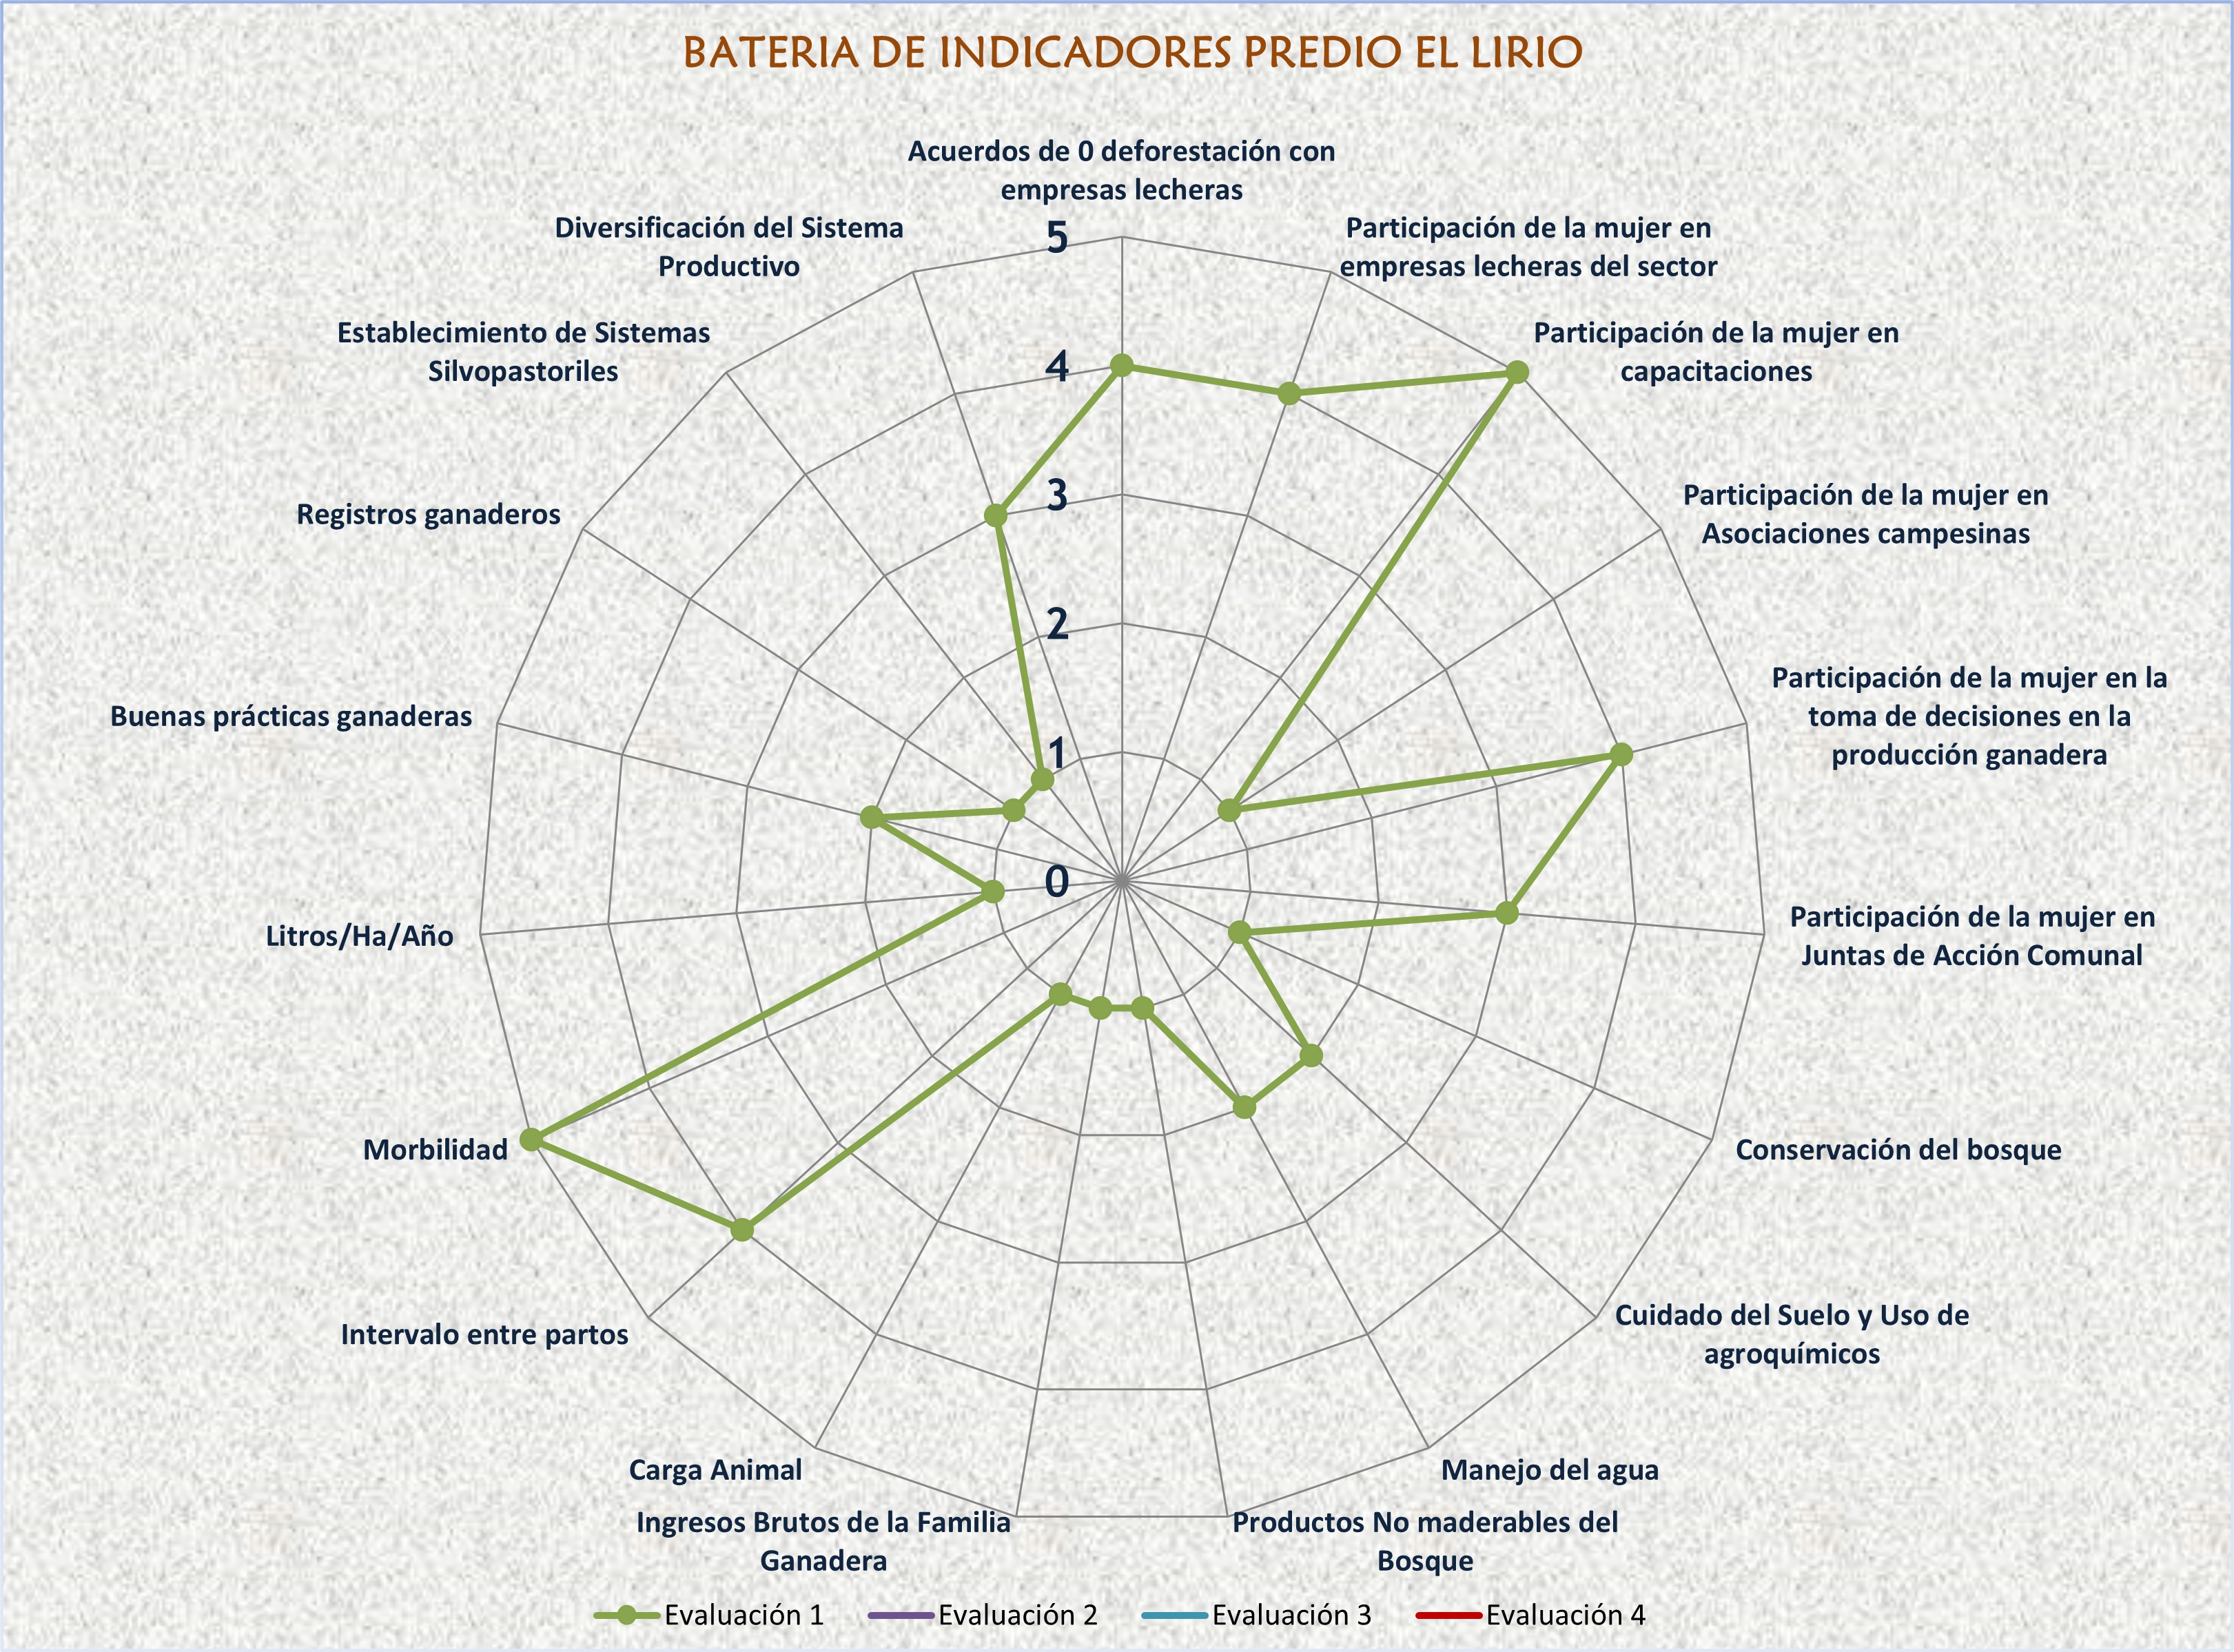 BATERIA DE INDICADORES PREDIO EL LIRIO
Acuerdos de 0 deforestación con
empresas lecheras
Participación de la mujer en
empresas lecheras del sector
Participación de la mujer en
capacitaciones
Participación de la mujer en
Asociaciones campesinas
Participación de la mujer en la
toma de decisiones en la
producción ganadera
Participación de la mujer en
Juntas de Acción Comunal
Conservación del bosque
Cuidado del Suelo y Uso de
agroquímicos
Manejo del agua
Productos No maderables del
Bosque
Ingresos Brutos de la Familia
Ganadera
Carga Animal
Intervalo entre partos
Morbilidad
Litros/Ha/Año
Buenas prácticas ganaderas
Registros ganaderos
Establecimiento de Sistemas
Silvopastoriles
Diversificación del Sistema
Productivo
5
4
3
2
1
0
Evaluación 1
Evaluación 2
Evaluación 3
Evaluación 4